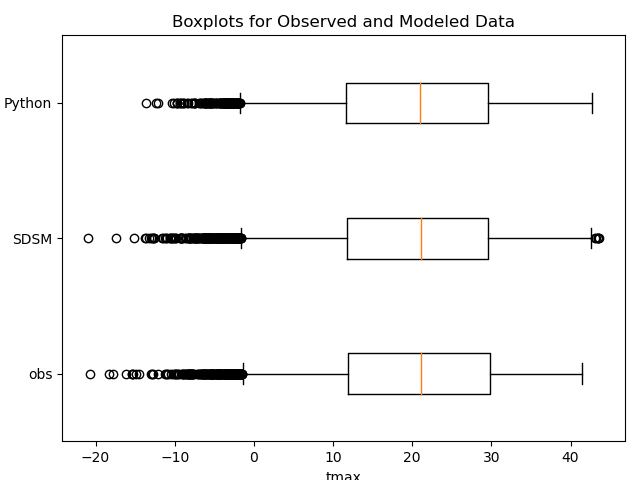 Boxplots for Observed and Modeled Data
Python
SDSM
obs
−20 −10 0 10 20 30 40
tmax